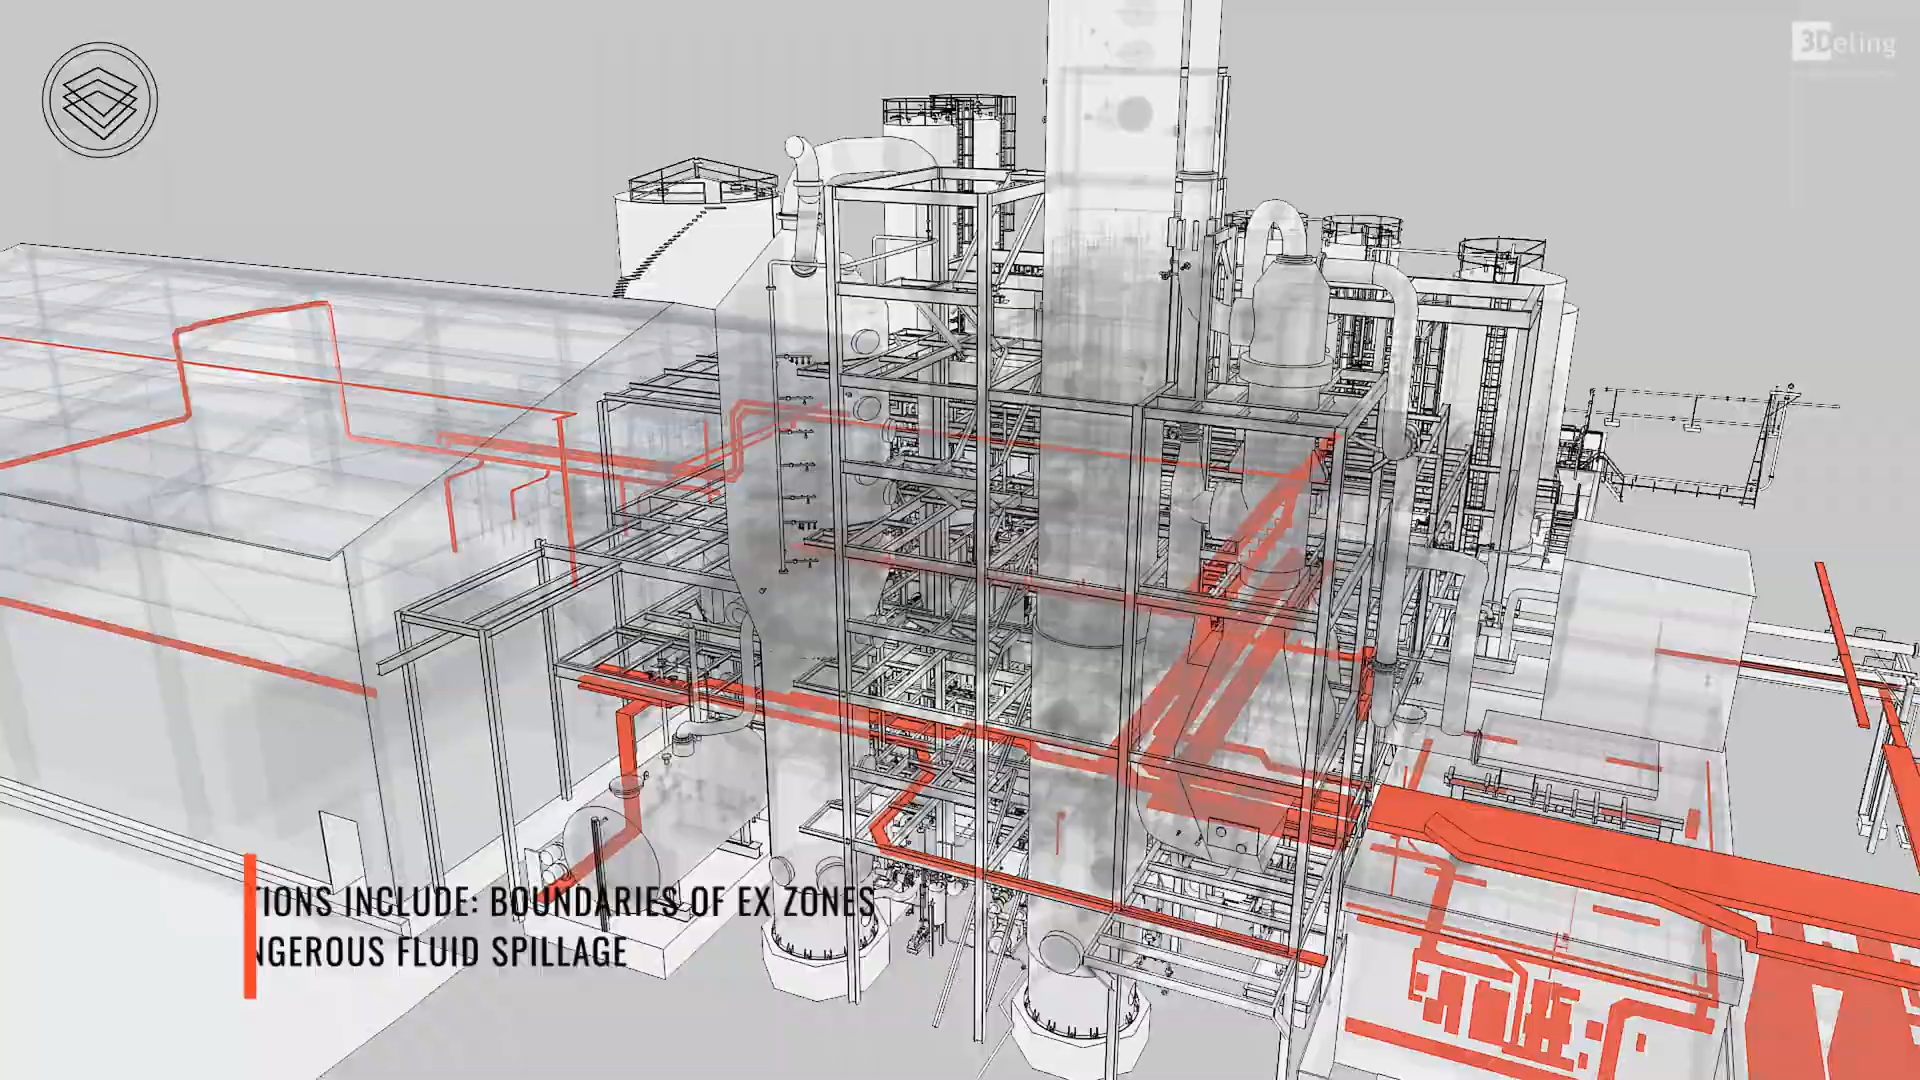 3Deling
TIONS INCLUDE: BOUNDARIES OF EX ZONES
NGEROUS FLUID SPILLAGE